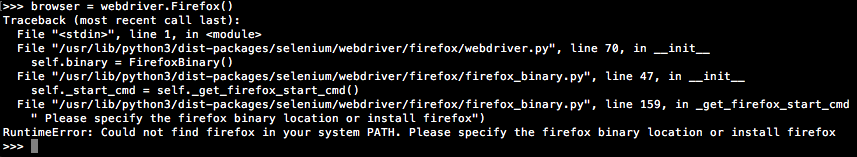 >>> browser = webdriver.Firefox()
Traceback (most recent call last):
  File "<stdin>", line 1, in <module>
  File "/usr/lib/python3/dist-packages/selenium/webdriver/firefox/webdriver.py", line 70, in __init__
    self.binary = FirefoxBinary()
  File "/usr/lib/python3/dist-packages/selenium/webdriver/firefox/firefox_binary.py", line 47, in __init__
    self._start_cmd = self._get_firefox_start_cmd()
  File "/usr/lib/python3/dist-packages/selenium/webdriver/firefox/firefox_binary.py", line 159, in _get_firefox_start_cmd
    " Please specify the firefox binary location or install firefox")
RuntimeError: Could not find firefox in your system PATH. Please specify the firefox binary location or install firefox
>>>